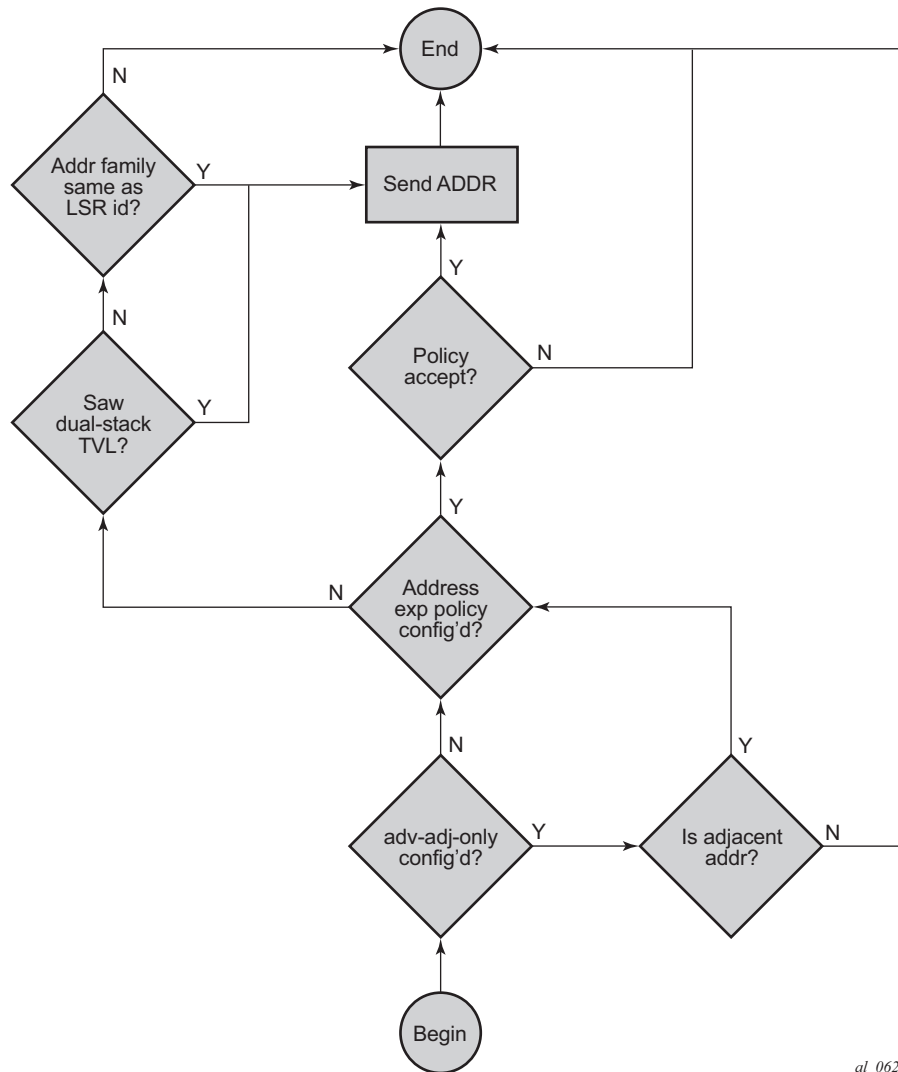 End
N
Addr family
same as
LSR id?
Y
Send ADDR
Y
N
Policy
accept?
N
Saw
dual-stack
TVL?
Y
Y
N
Address
exp policy
config'd?
N
Y
adv-adj-only
config'd?
Y
Is adjacent
addr?
N
Begin
al_062